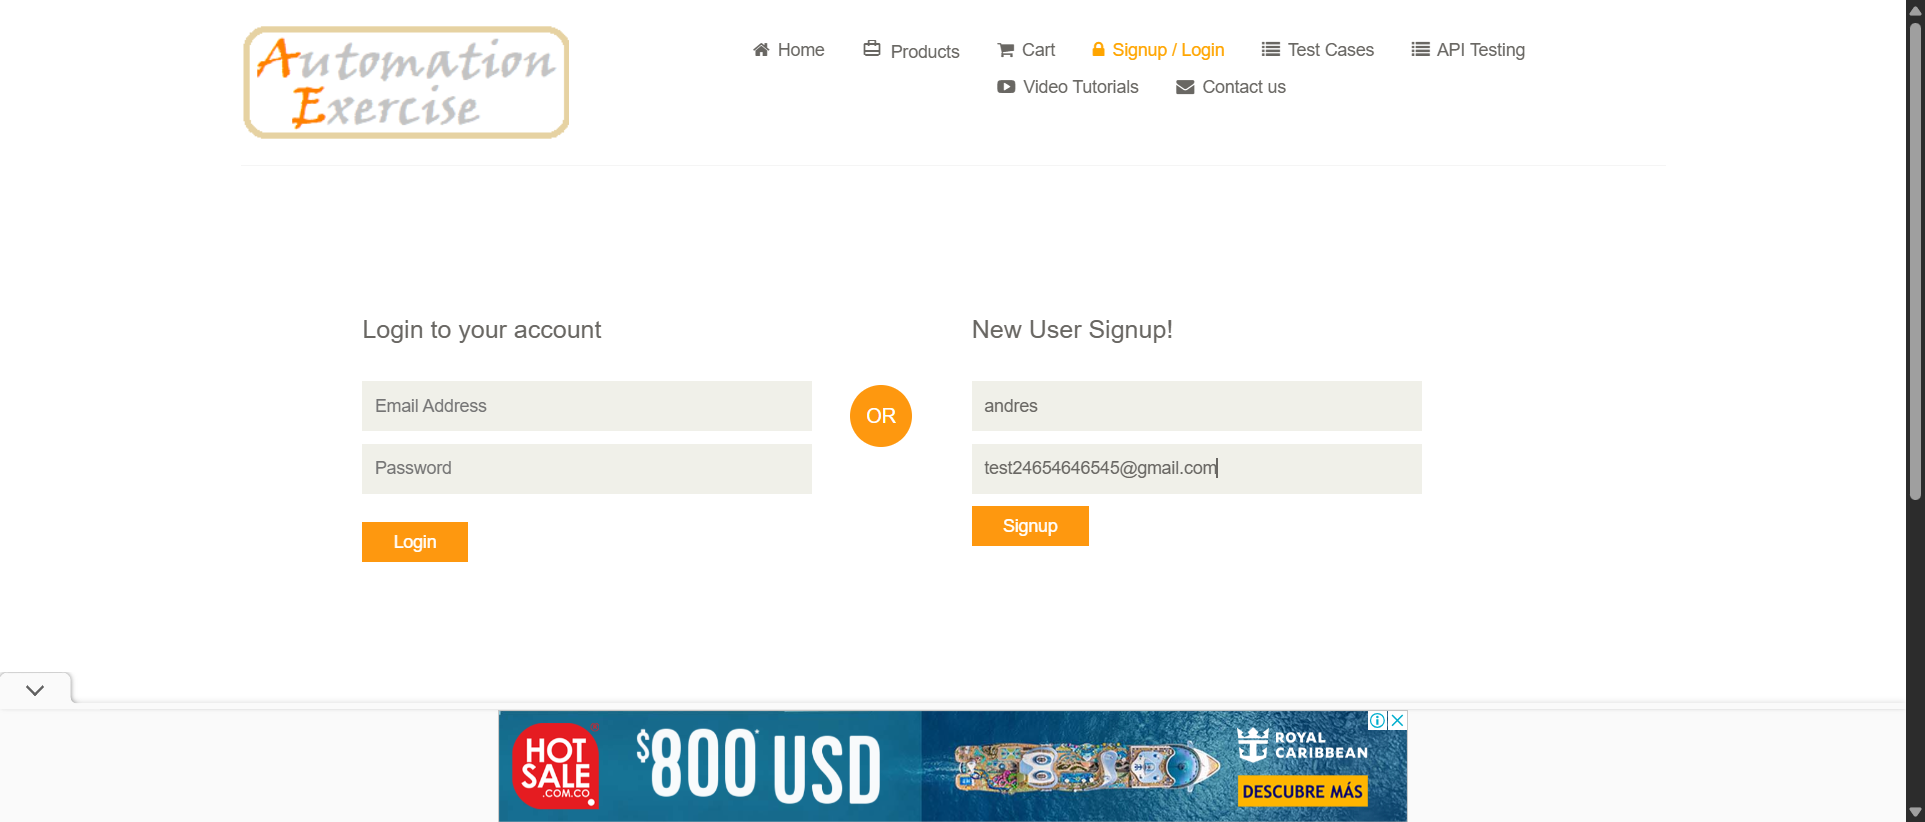 Automation
Exercise
Home
Products
Cart
Signup / Login
Test Cases
API Testing
Video Tutorials
Contact us
Login to your account
Email Address
Password
Login
OR
New User Signup!
andres
test24654646545@gmail.com
Signup
HOT
SALE
.COM.CO
$800* USD
ROYAL
CARIBBEAN
DESCUBRE MÁS